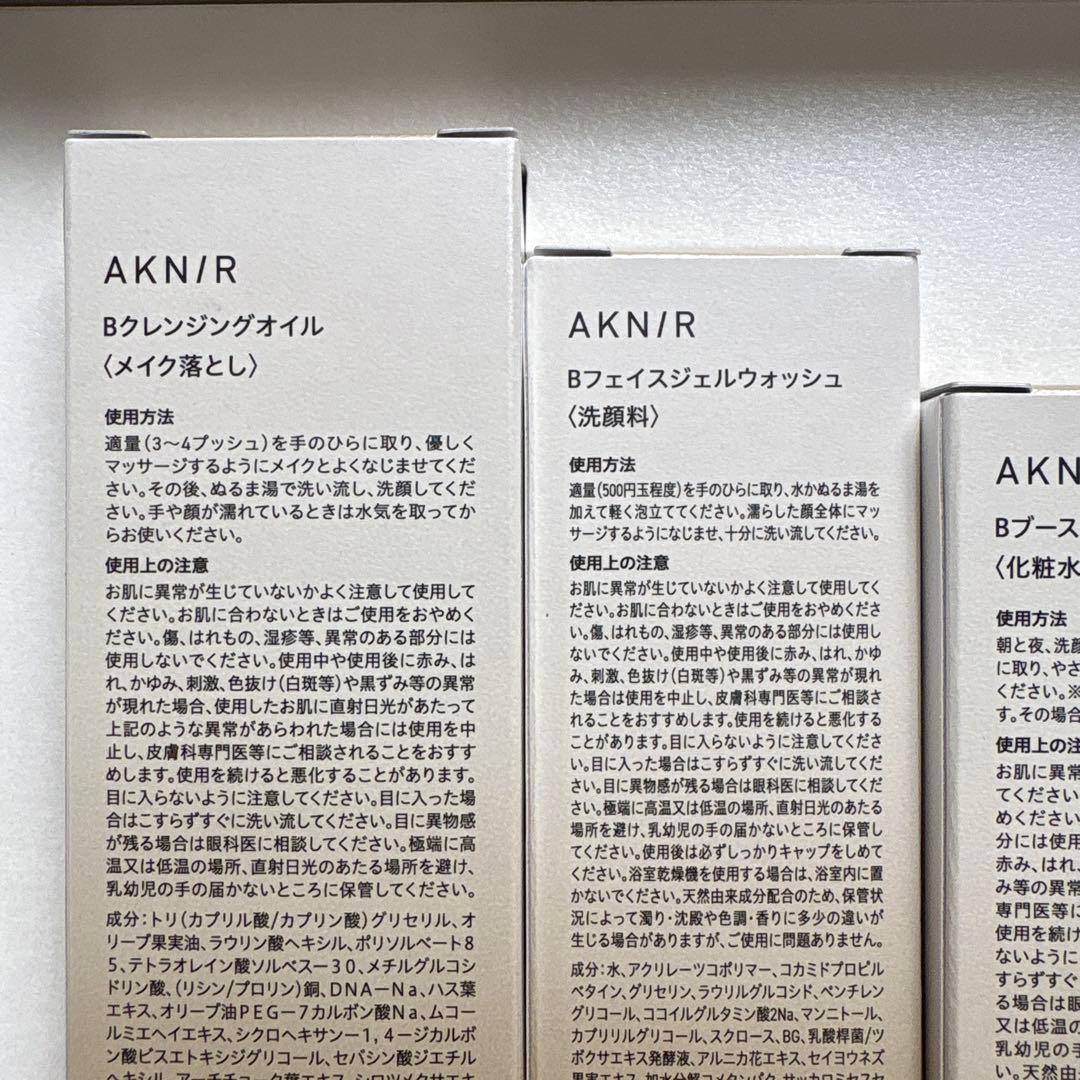 AKN/R
Bクレンジングオイル
〈メイク落とし〉
使用方法
適量(3〜4プッシュ)を手のひらに取り、優しく
マッサージするようにメイクとよくなじませてくだ
さい。その後、ぬるま湯で洗い流し、洗顔してくだ
さい。手や顔が濡れているときは水気を取ってか
らお使いください。
使用上の注意
お肌に異常が生じていないかよく注意して使用して
ください。お肌に合わないときはご使用をおやめく
ださい。傷、はれもの、湿疹等、異常のある部分には
使用しないでください。使用中や使用後に赤み、は
れ、かゆみ、刺激、色抜け(白斑等)や黒ずみ等の異常
が現れた場合、使用したお肌に直射日光があたって
上記のような異常があらわれた場合には使用を中
止し、皮膚科専門医等にご相談されることをおすす
めします。使用を続けると悪化することがあります。
目に入らないように注意してください。目に入った場
合はこすらずすぐに洗い流してください。目に異物感
が残る場合は眼科医に相談してください。極端に高
温又は低温の場所、直射日光のあたる場所を避け、
乳幼児の手の届かないところに保管してください。
成分：トリ(カプリル酸/カプリン酸)グリセリル、オ
リーブ果実油、ラウリン酸ヘキシル、ポリソルベート8
5、テトラオレイン酸ソルベスー30、メチルグルコシ
ドリン酸、(リシン/プロリン)銅、DNAーNa、ハス葉
エキス、オリーブ油PEGー7カルボン酸Na、ムコー
ルミエヘイエキス、シクロヘキサンー1,4ージカルボ
ン酸ビスエトキシジグリコール、セバシン酸ジエチル
ヘキシル、アーチチョーク葉エキス、シロツメクサエキ
AKN/R
Bフェイスジェルウォッシュ
〈洗顔料〉
使用方法
適量(500円玉程度)を手のひらに取り、水かぬるま湯を
加えて軽く泡立ててください。濡らした顔全体にマッ
サージするようになじませ、十分に洗い流してください。
使用上の注意
お肌に異常が生じていないかよく注意して使用してく
ださい。お肌に合わないときはご使用をおやめくださ
い。傷、はれもの、湿疹等、異常のある部分には使用し
ないでください。使用中や使用後に赤み、はれ、かゆ
み、刺激、色抜け(白斑等)や黒ずみ等の異常が現れ
た場合は使用を中止し、皮膚科専門医等にご相談さ
れることをおすすめします。使用を続けると悪化する
ことがあります。目に入らないように注意してくださ
い。目に入った場合はこすらずすぐに洗い流してくだ
さい。目に異物感が残る場合は眼科医に相談してくだ
さい。極端に高温又は低温の場所、直射日光のあたる
場所を避け、乳幼児の手の届かないところに保管し
てください。使用後は必ずしっかりキャップをしめて
ください。浴室乾燥機を使用する場合は、浴室内に置
かないでください。天然由来成分配合のため、保管状
況によって濁り・沈殿や色調・香りに多少の違いが
生じる場合がありますが、ご使用に問題ありません。
成分：水、アクリレーツコポリマー、コカミドプロピル
ベタイン、グリセリン、ラウリルグルコシド、ペンチレン
グリコール、ココイルグルタミン酸2Na、マンニトール、
カプリリルグリコール、スクロース、BG、乳酸桿菌/ツ
ボクサエキス発酵液、アルニカ花エキス、セイヨウネズ
果実エキス、加水分解コメタンパク、サッカロミセスセ
AKN
Bブース
〈化粧水
使用方法
朝と夜、洗顔
に取り、やさ
ください。※
す。その場合
使用上の注
お肌に異常
てください
めください
分には使用
赤み、はれ、
み等の異常
専門医等に
使用を続け
ないように
すらずすぐ
る場合は眼
又は低温の
乳幼児の手
い。天然由